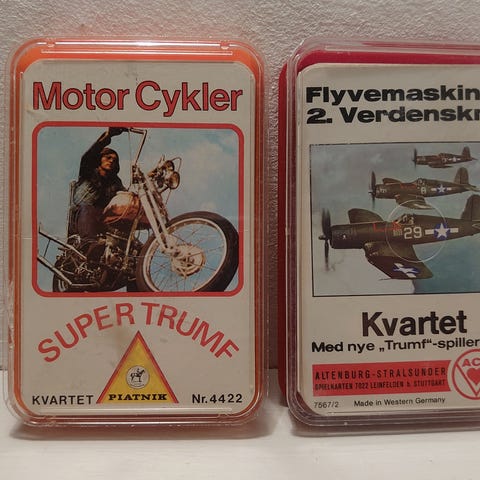 Motor Cykler
SUPER TRUMF
KVARTET PIATNIK Nr. 4422
Flyvemaskin
2. Verdenskr
29
Kvartet
Med nye „Trumf"-spiller
ALTENBURG-STRALSUNDER
SPIELKARTEN 7022 LEINFELDEN b. STUTTGART
7567/2 Made in Western Germany